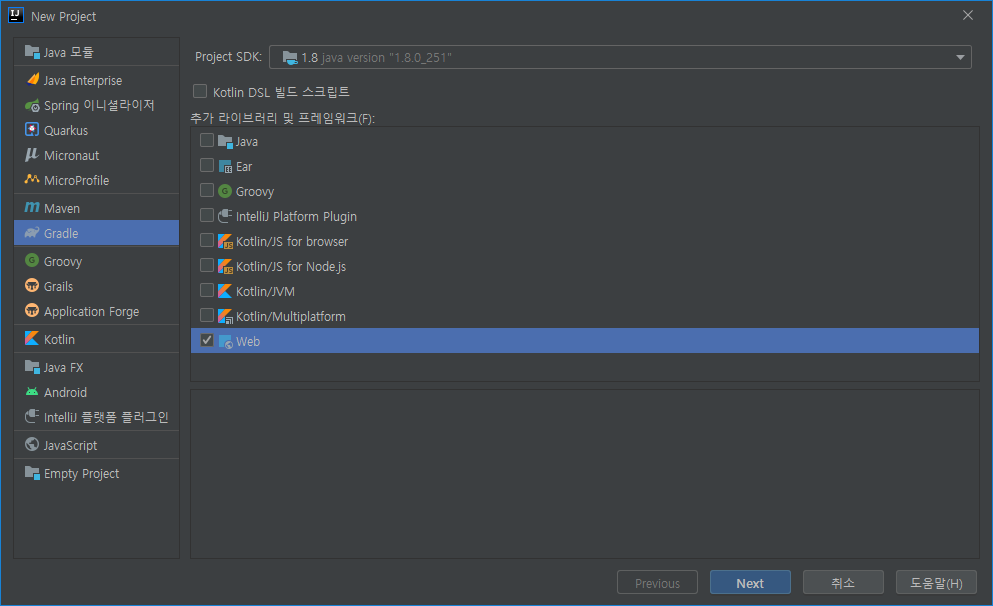 IJ New Project
Java 모듈
Java Enterprise
Spring 이니셜라이저
Quarkus
Micronaut
MicroProfile
Maven
Gradle
Groovy
Grails
Application Forge
Kotlin
Java FX
Android
IntelliJ 플랫폼 플러그인
JavaScript
Empty Project
Project SDK: 1.8 java version "1.8.0_251"
Kotlin DSL 빌드 스크립트
추가 라이브러리 및 프레임워크(F):
Java
Ear
Groovy
IntelliJ Platform Plugin
Kotlin/JS for browser
Kotlin/JS for Node.js
Kotlin/JVM
Kotlin/Multiplatform
Web
Previous Next 취소 도움말(H)